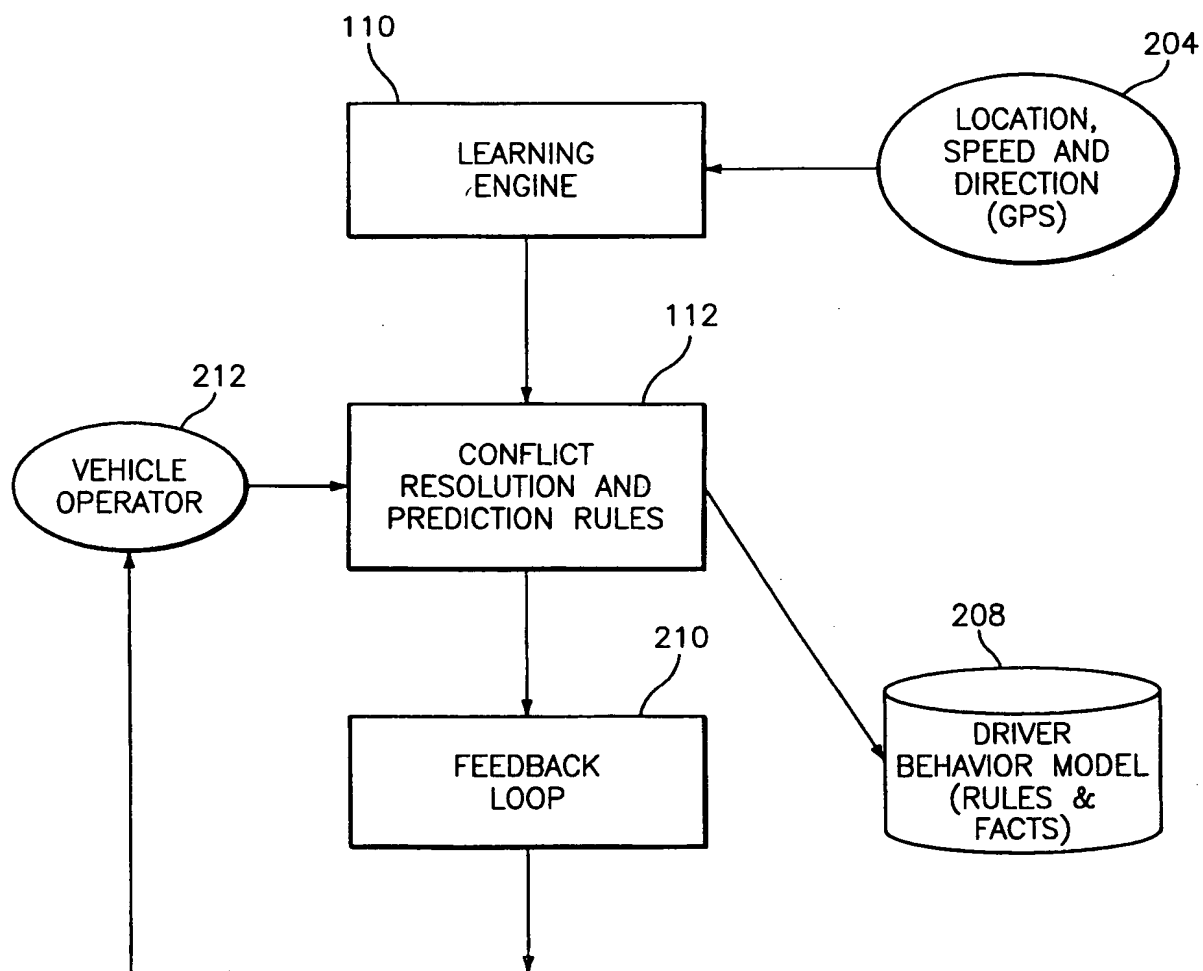 110
204
LEARNING
ENGINE
LOCATION,
SPEED AND
DIRECTION
(GPS)
112
212
VEHICLE
OPERATOR
CONFLICT
RESOLUTION AND
PREDICTION RULES
210
208
FEEDBACK
LOOP
DRIVER
BEHAVIOR MODEL
(RULES &
FACTS)